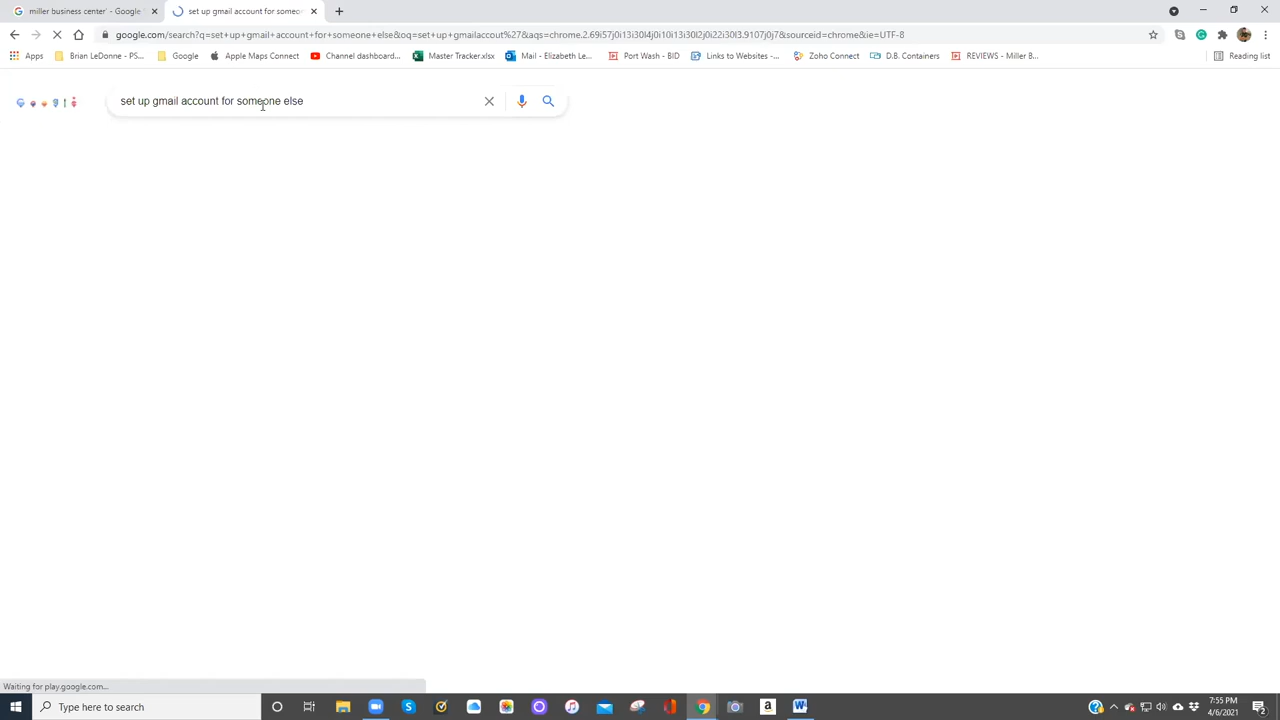 miller business center' - Google
set up gmail account for someo
google.com/search?q=set+up+gmail+account+for+someone+else&oq=set+up+gmailaccout%27&aqs=chrome.2.69i57j0i13i30l4j0i10i13i30l2j0i22i30l3.9107j0j7&sourceid=chrome&ie=UTF-8
Apps Brian LeDonne - PS... Google Apple Maps Connect Channel dashboard... Master Tracker.xlsx Mail - Elizabeth Le... Port Wash - BID Links to Websites -... Zoho Connect D.B. Containers REVIEWS - Miller B... Reading list
set up gmail account for someone else
Waiting for play.google.com...
Type here to search
7:55 PM
4/6/2021
2